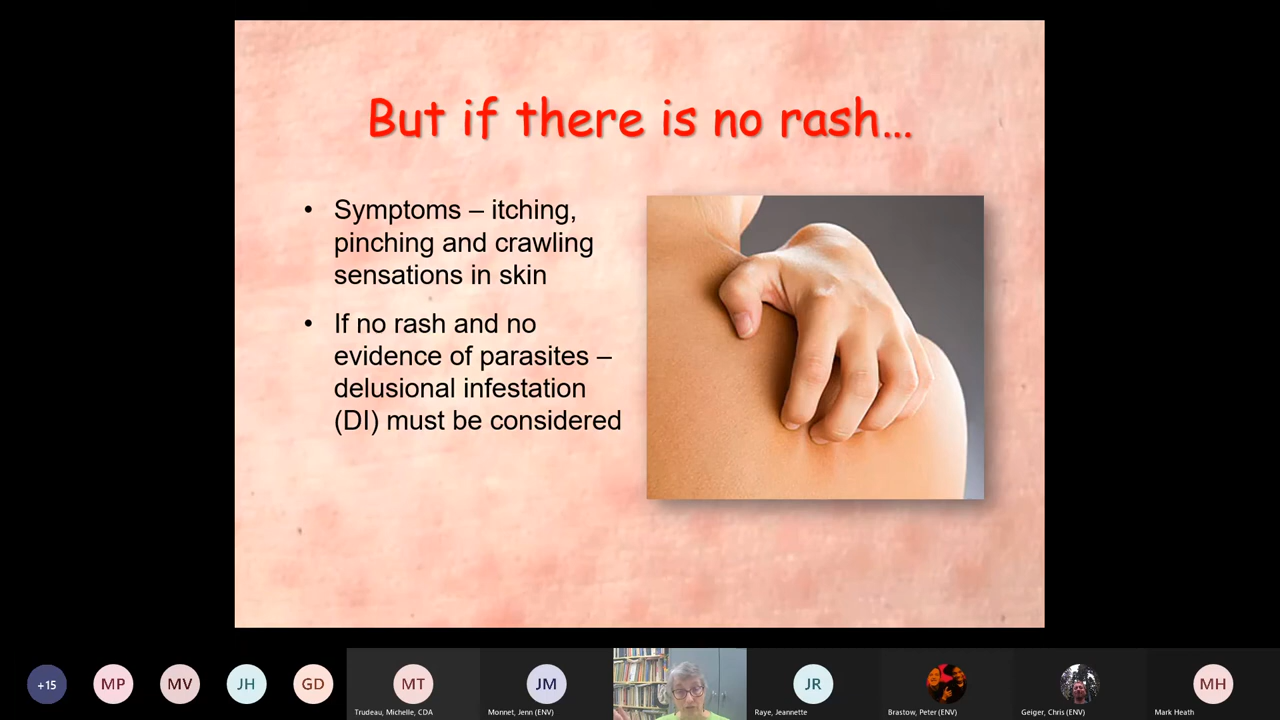 But if there is no rash...
• Symptoms – itching,
pinching and crawling
sensations in skin
• If no rash and no
evidence of parasites –
delusional infestation
(DI) must be considered
+15
MP
MV
JH
GD
MT
JM
JR
MH
Trudeau, Michelle, CDA
Monnet, Jenn (ENV)
Raye, Jeannette
Brastow, Peter (ENV)
Geiger, Chris (ENV)
Mark Heath